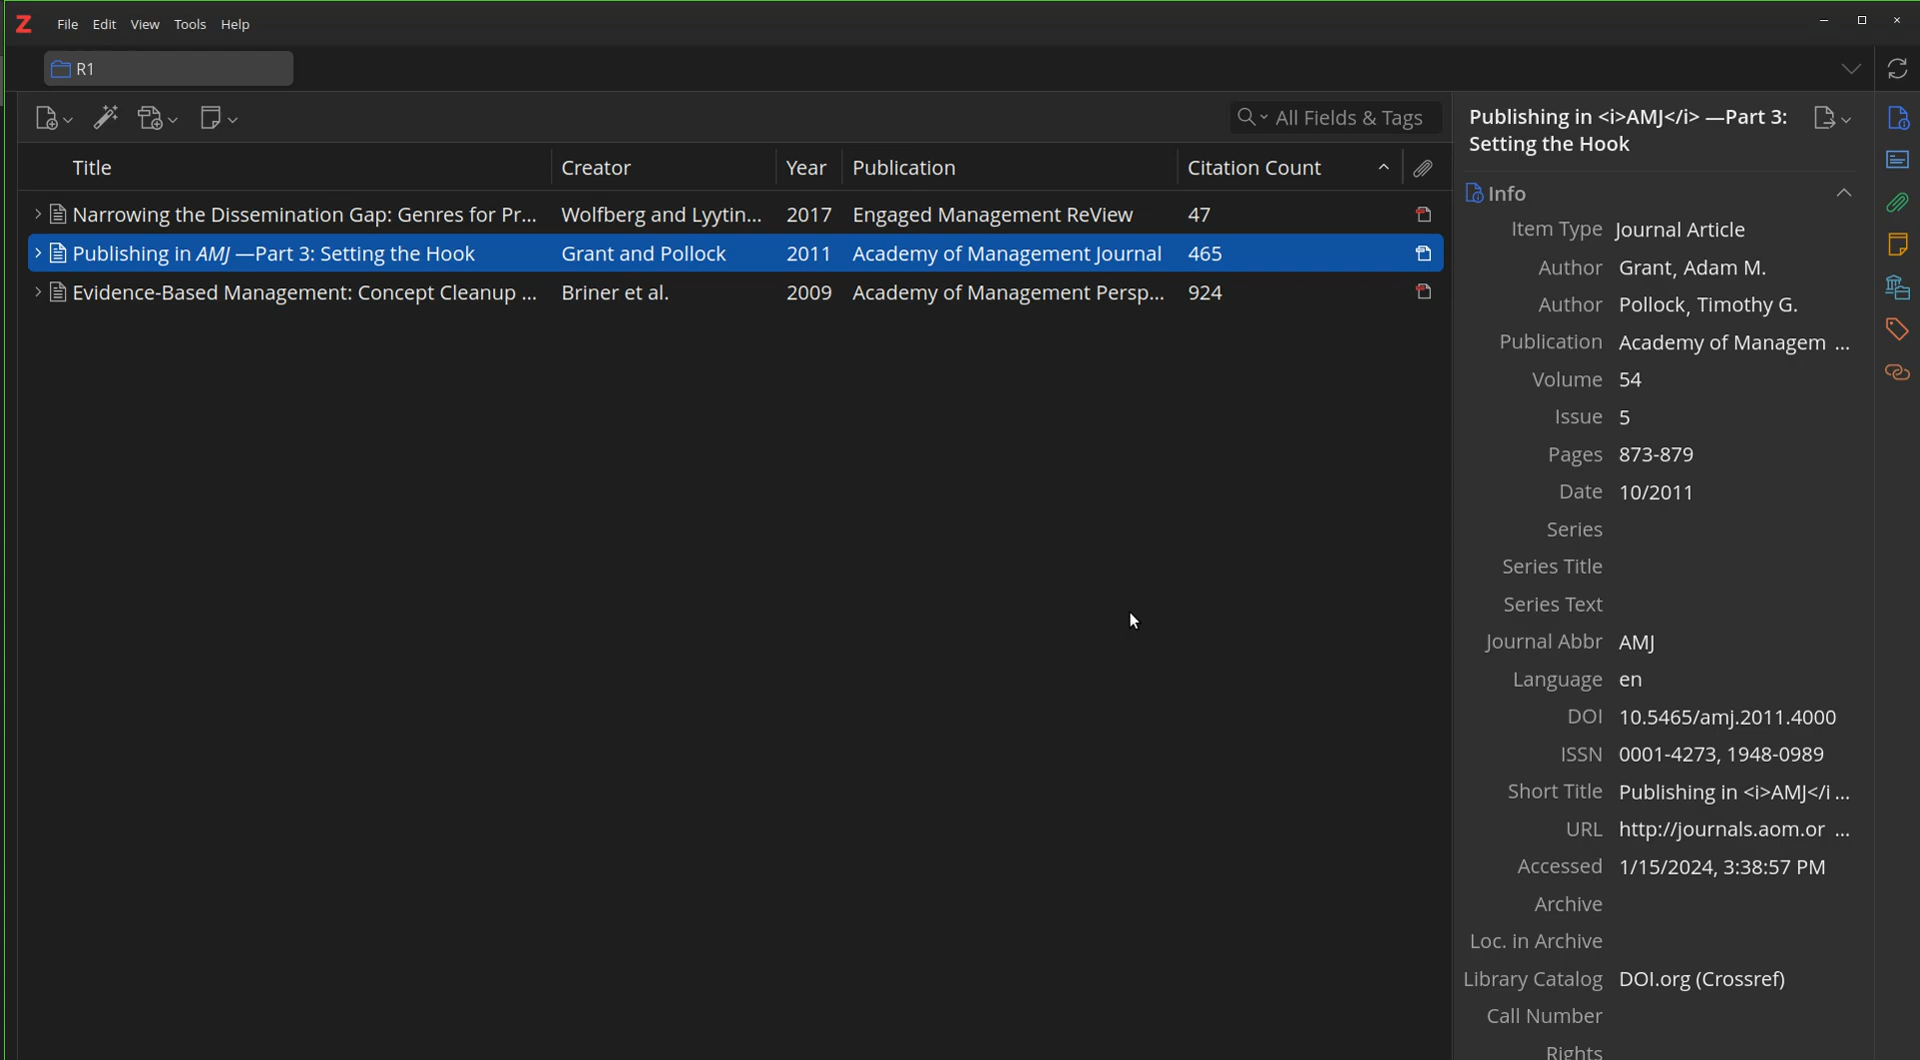 Z File Edit View Tools Help
R1
All Fields & Tags
Title Creator Year Publication Citation Count
Narrowing the Dissemination Gap: Genres for Pr... Wolfberg and Lyytin... 2017 Engaged Management ReView 47
Publishing in AMJ —Part 3: Setting the Hook Grant and Pollock 2011 Academy of Management Journal 465
Evidence-Based Management: Concept Cleanup ... Briner et al. 2009 Academy of Management Persp... 924
Publishing in <i>AMJ</i> —Part 3:
Setting the Hook
Info
Item Type Journal Article
Author Grant, Adam M.
Author Pollock, Timothy G.
Publication Academy of Managem ...
Volume 54
Issue 5
Pages 873-879
Date 10/2011
Series
Series Title
Series Text
Journal Abbr AMJ
Language en
DOI 10.5465/amj.2011.4000
ISSN 0001-4273, 1948-0989
Short Title Publishing in <i>AMJ</i ...
URL http://journals.aom.or ...
Accessed 1/15/2024, 3:38:57 PM
Archive
Loc. in Archive
Library Catalog DOI.org (Crossref)
Call Number
Rights